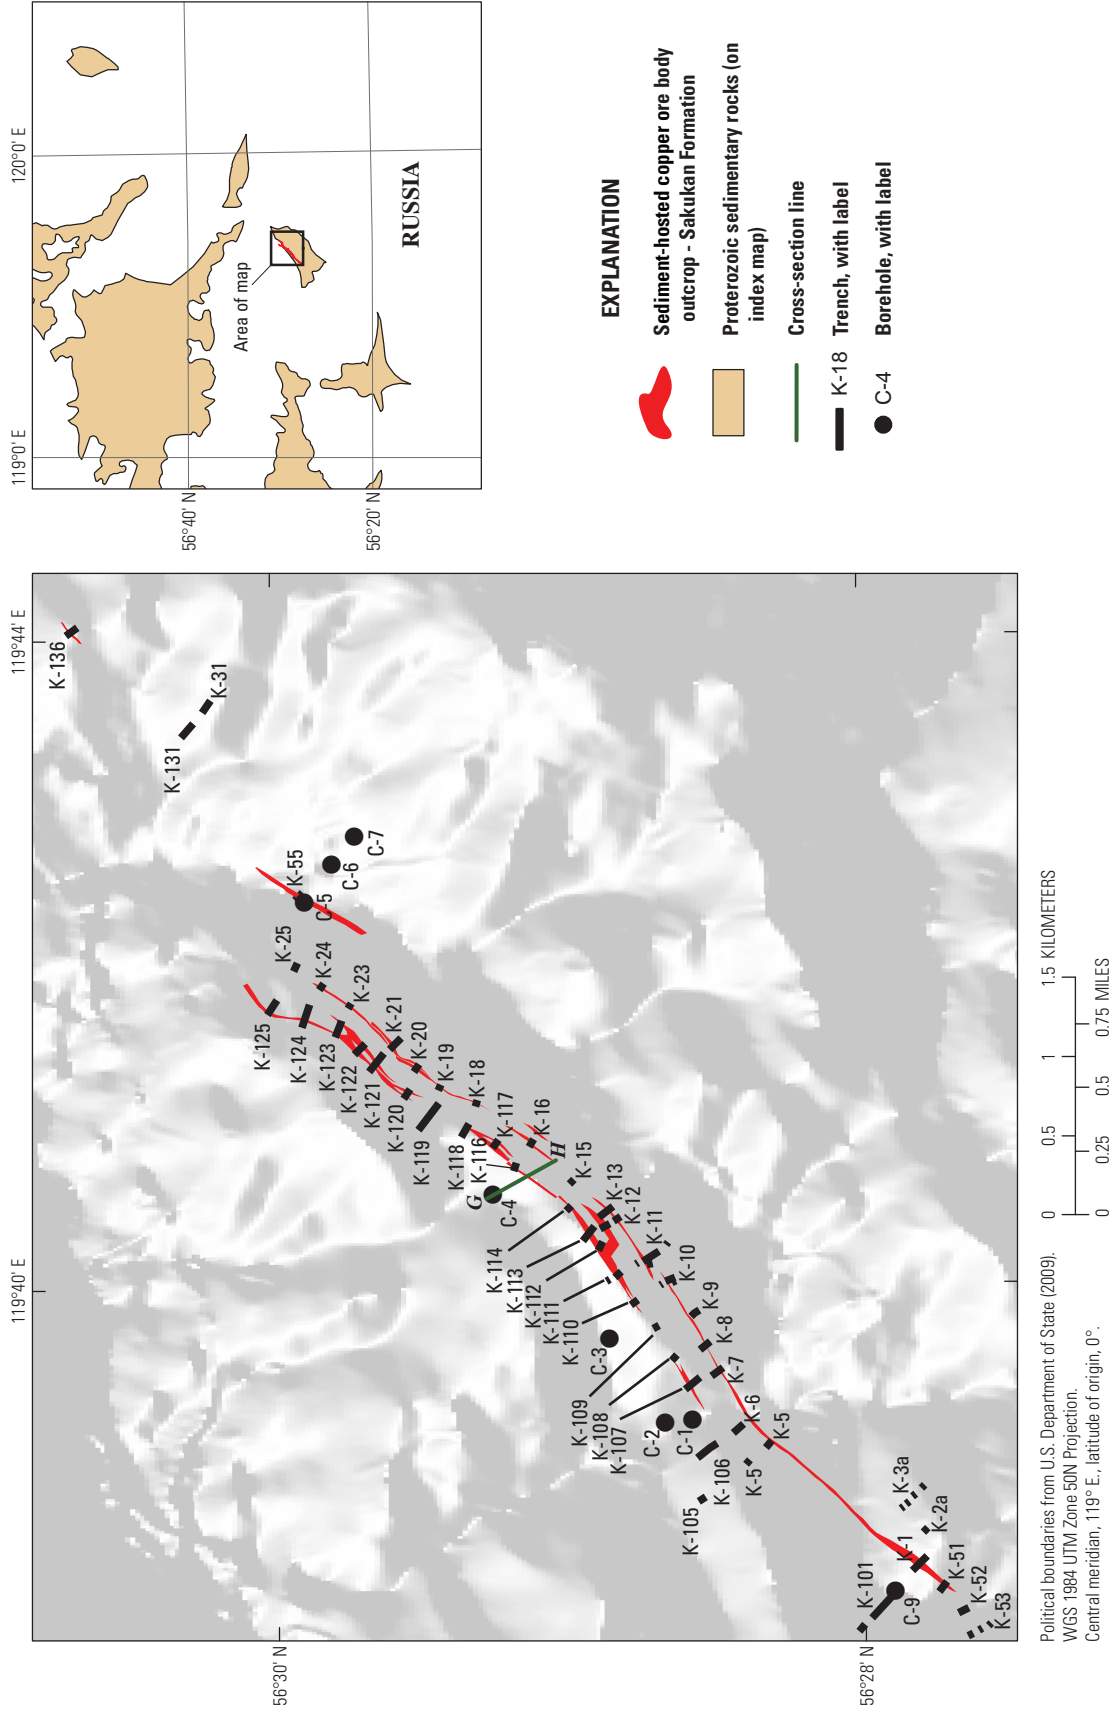 119°40' E
119°44' E
56°30' N
56°28' N
K-136
K-131
K-31
K-55
C-5
C-6
C-7
K-25
K-24
K-23
K-125
K-124
K-123
K-122
K-121
K-120
K-119
K-118
K-116
K-21
K-20
K-19
K-18
K-117
K-16
G
H
C-4
K-15
K-13
K-12
K-11
K-10
K-9
K-8
K-7
K-6
K-5
K-114
K-113
K-112
K-111
K-110
C-3
K-109
K-108
K-107
C-2
C-1
K-106
K-105
K-5
K-3a
K-2a
K-1
K-101
C-9
K-51
K-52
K-53
119°0' E
120°0' E
56°40' N
56°20' N
Area of map
RUSSIA
EXPLANATION
Sediment-hosted copper ore body
outcrop - Sakukan Formation
Proterozoic sedimentary rocks (on
index map)
Cross-section line
K-18 Trench, with label
C-4 Borehole, with label
Political boundaries from U.S. Department of State (2009).
WGS 1984 UTM Zone 50N Projection.
Central meridian, 119° E., latitude of origin, 0°.
0 0.5 1 1.5 KILOMETERS
0 0.25 0.5 0.75 MILES